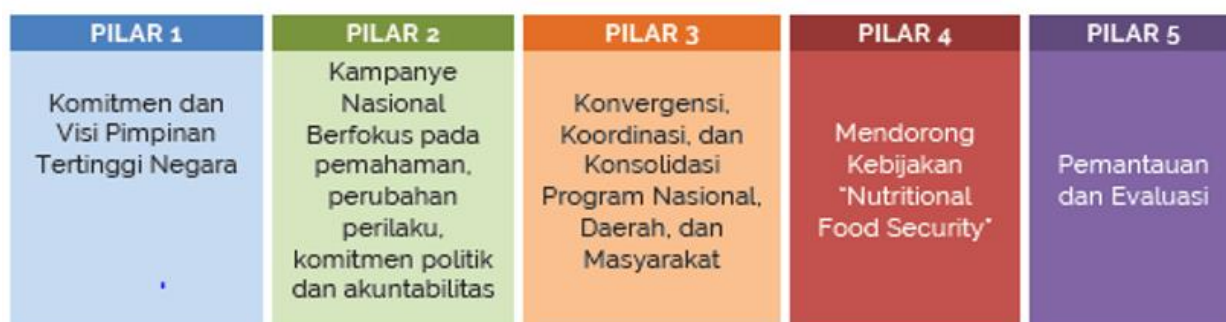 PILAR 1
Komitmen dan
Visi Pimpinan
Tertinggi Negara
PILAR 2
Kampanye
Nasional
Berfokus pada
pemahaman,
perubahan
perilaku,
komitmen politik
dan akuntabilitas
PILAR 3
Konvergensi,
Koordinasi, dan
Konsolidasi
Program Nasional,
Daerah, dan
Masyarakat
PILAR 4
Mendorong
Kebijakan
"Nutritional
Food Security"
PILAR 5
Pemantauan
dan Evaluasi